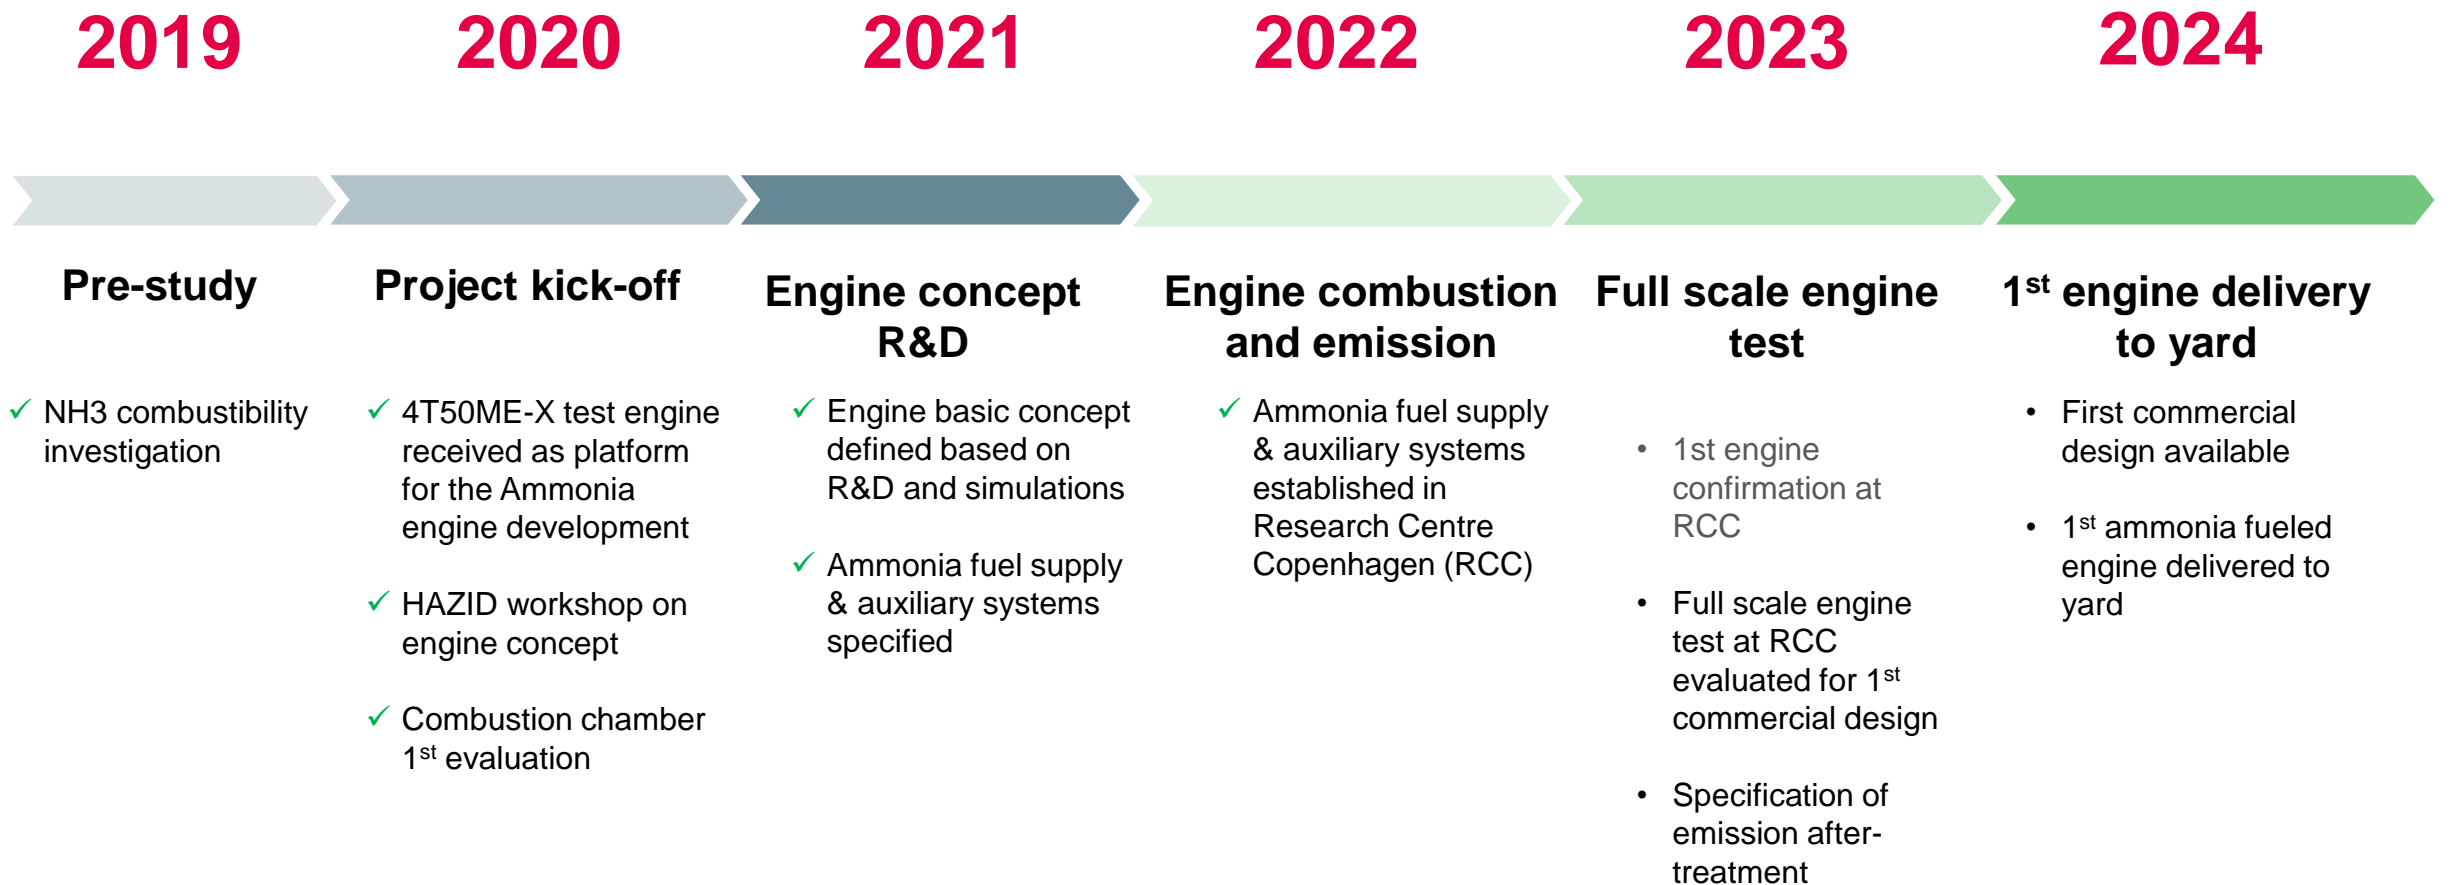 2019
2020
2021
2022
2023
2024
Pre-study
Project kick-off
Engine concept
R&D
Engine combustion
and emission
Full scale engine
test
1st engine delivery
to yard
✓ NH3 combustibility
investigation
✓ 4T50ME-X test engine
received as platform
for the Ammonia
engine development
✓ HAZID workshop on
engine concept
✓ Combustion chamber
1st evaluation
✓ Engine basic concept
defined based on
R&D and simulations
✓ Ammonia fuel supply
& auxiliary systems
specified
✓ Ammonia fuel supply
& auxiliary systems
established in
Research Centre
Copenhagen (RCC)
• 1st engine
confirmation at
RCC
• Full scale engine
test at RCC
evaluated for 1st
commercial design
• Specification of
emission after-
treatment
• First commercial
design available
• 1st ammonia fueled
engine delivered to
yard